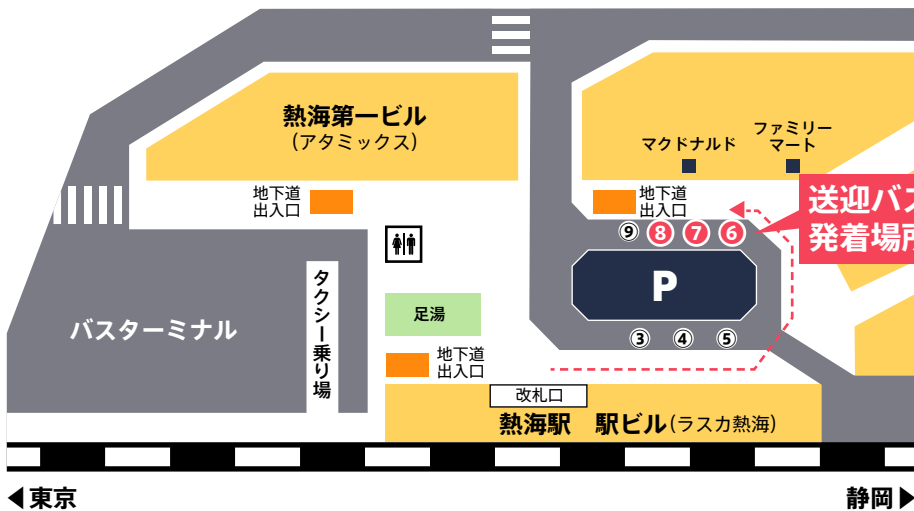 熱海第一ビル
(アタミックス)
マクドナルド
ファミリー
マート
地下道
出入口
地下道
出入口
送迎バス
発着場所
⑨
⑧
⑦
⑥
P
バスターミナル
タクシー乗り場
足湯
③
④
⑤
地下道
出入口
改札口
熱海駅 駅ビル(ラスカ熱海)
◀東京
静岡▶